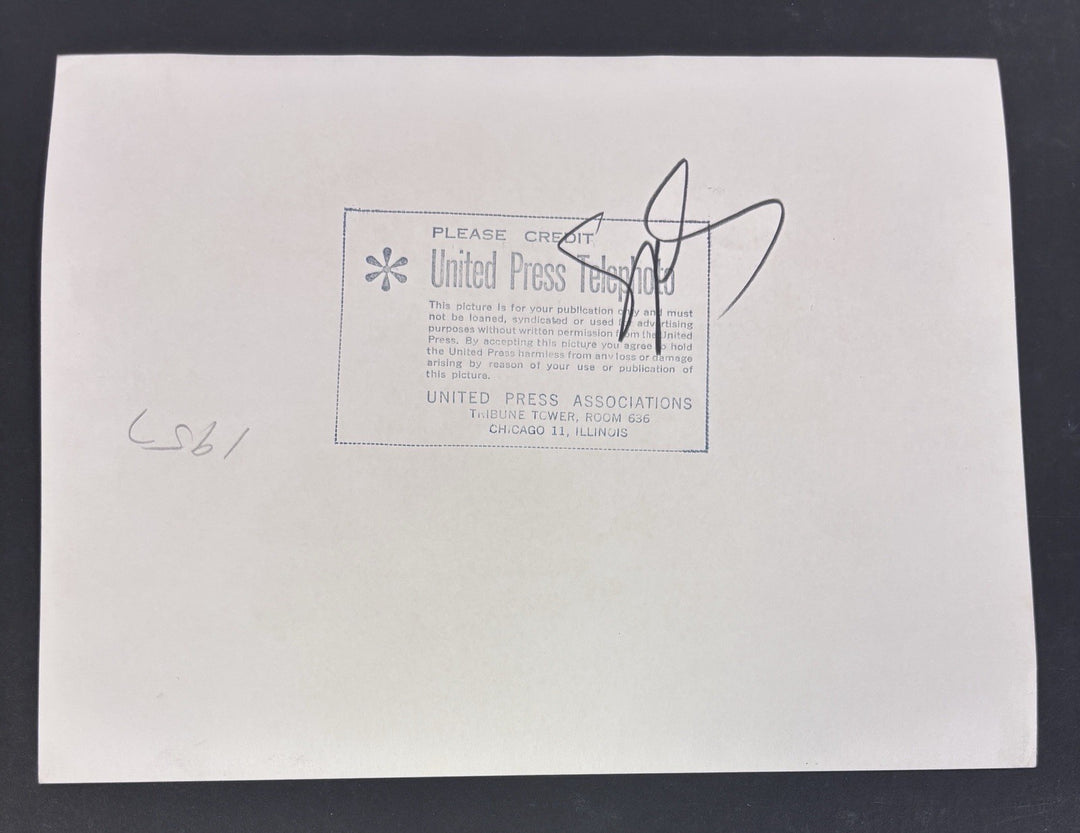 PLEASE CREDIT
United Press Telephoto
This picture is for your publication only and must
not be loaned, syndicated or used for advertising
purposes without written permission from the United
Press. By accepting this picture you agree to hold
the United Press harmless from any loss or damage
arising by reason of your use or publication of
this picture.
UNITED PRESS ASSOCIATIONS
TRIBUNE TOWER, ROOM 636
CHICAGO 11, ILLINOIS
1957